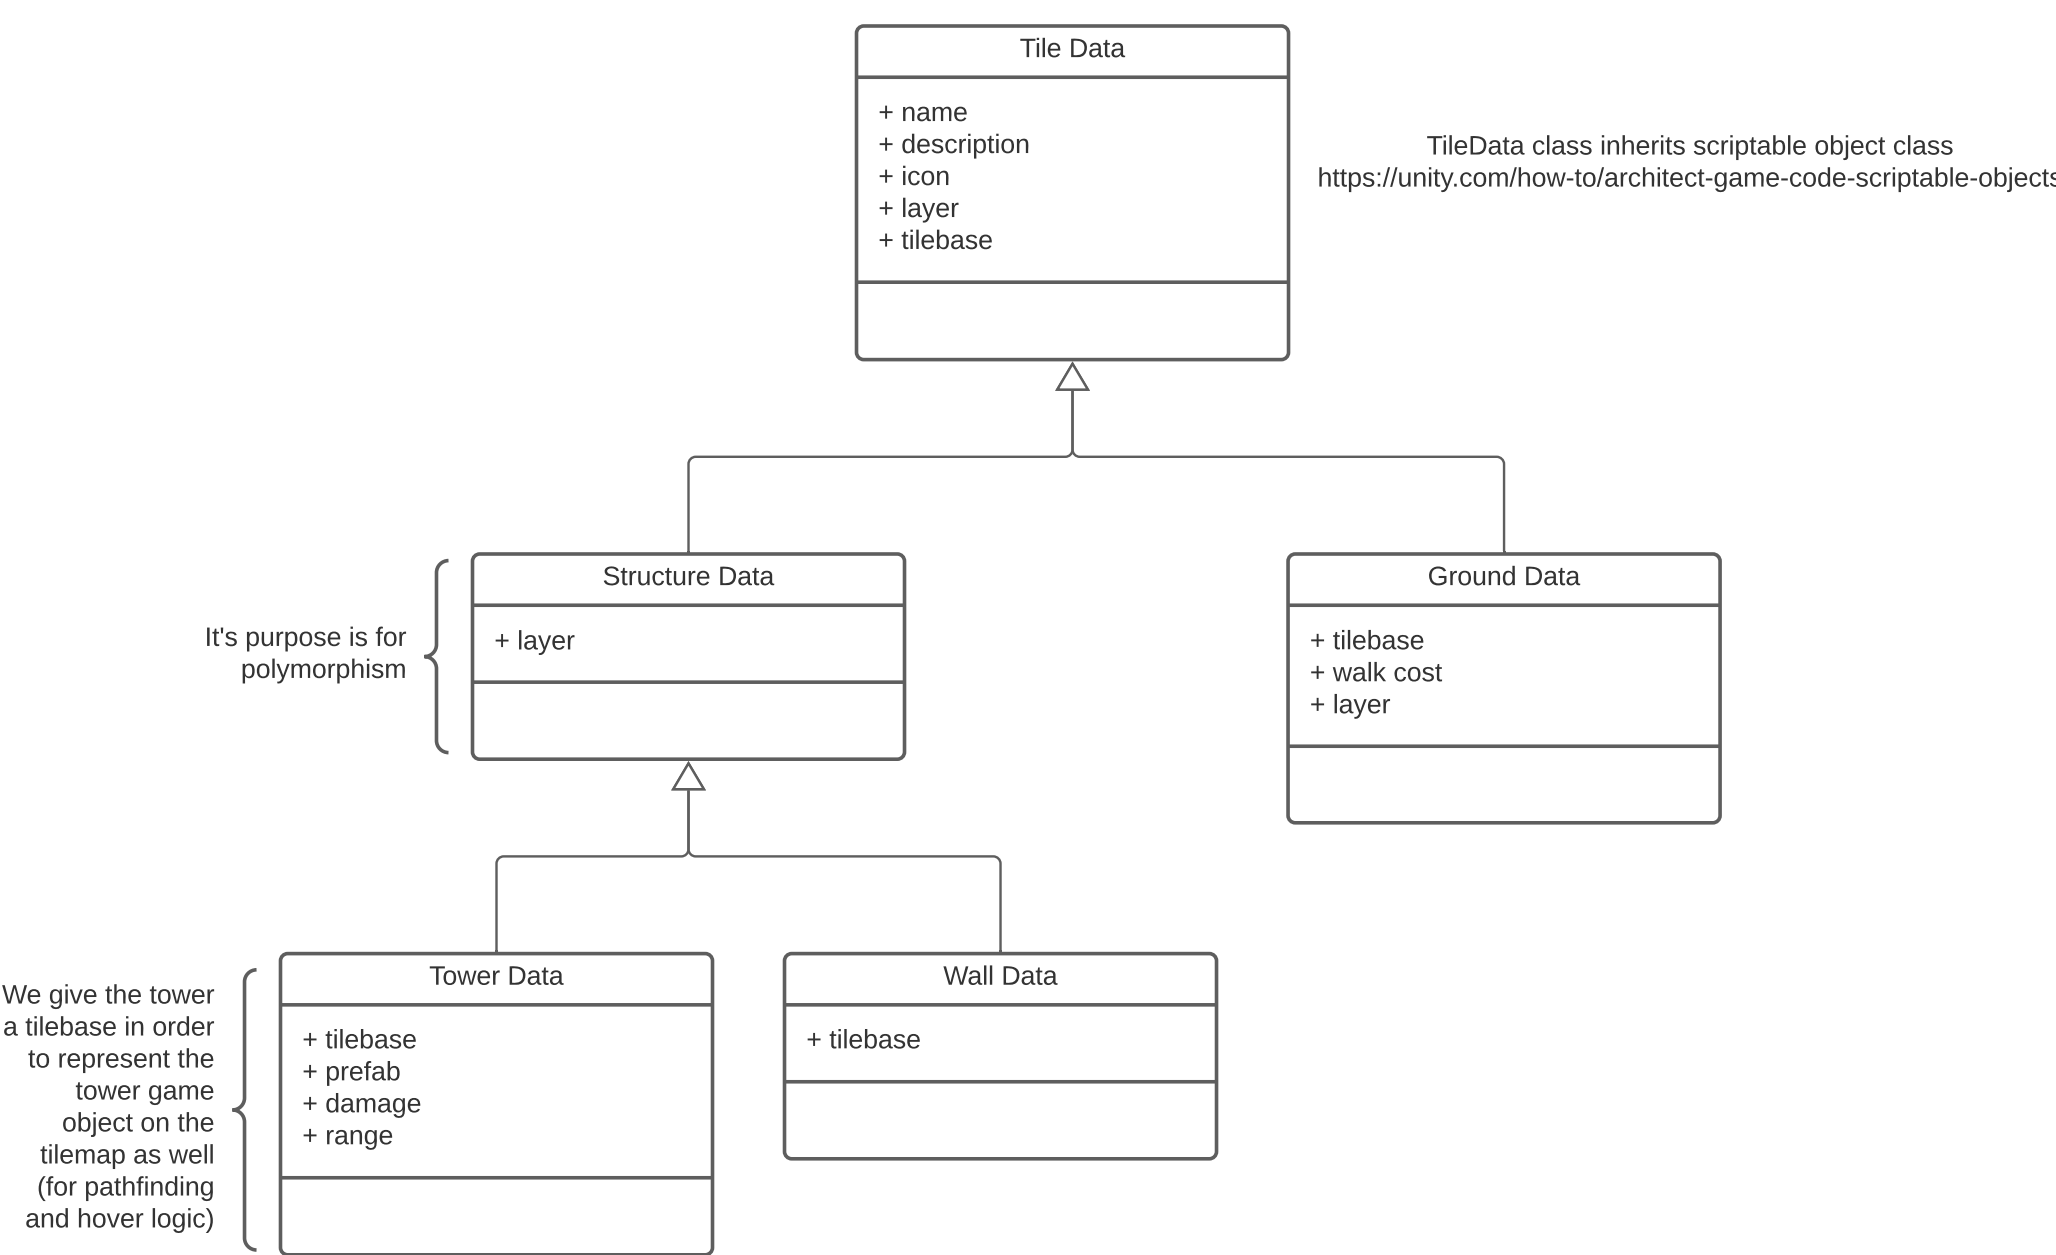 Tile Data
+ name
+ description
+ icon
+ layer
+ tilebase
TileData class inherits scriptable object class
https://unity.com/how-to/architect-game-code-scriptable-objects
Structure Data
+ layer
It's purpose is for
polymorphism
Ground Data
+ tilebase
+ walk cost
+ layer
Tower Data
+ tilebase
+ prefab
+ damage
+ range
We give the tower
a tilebase in order
to represent the
tower game
object on the
tilemap as well
(for pathfinding
and hover logic)
Wall Data
+ tilebase